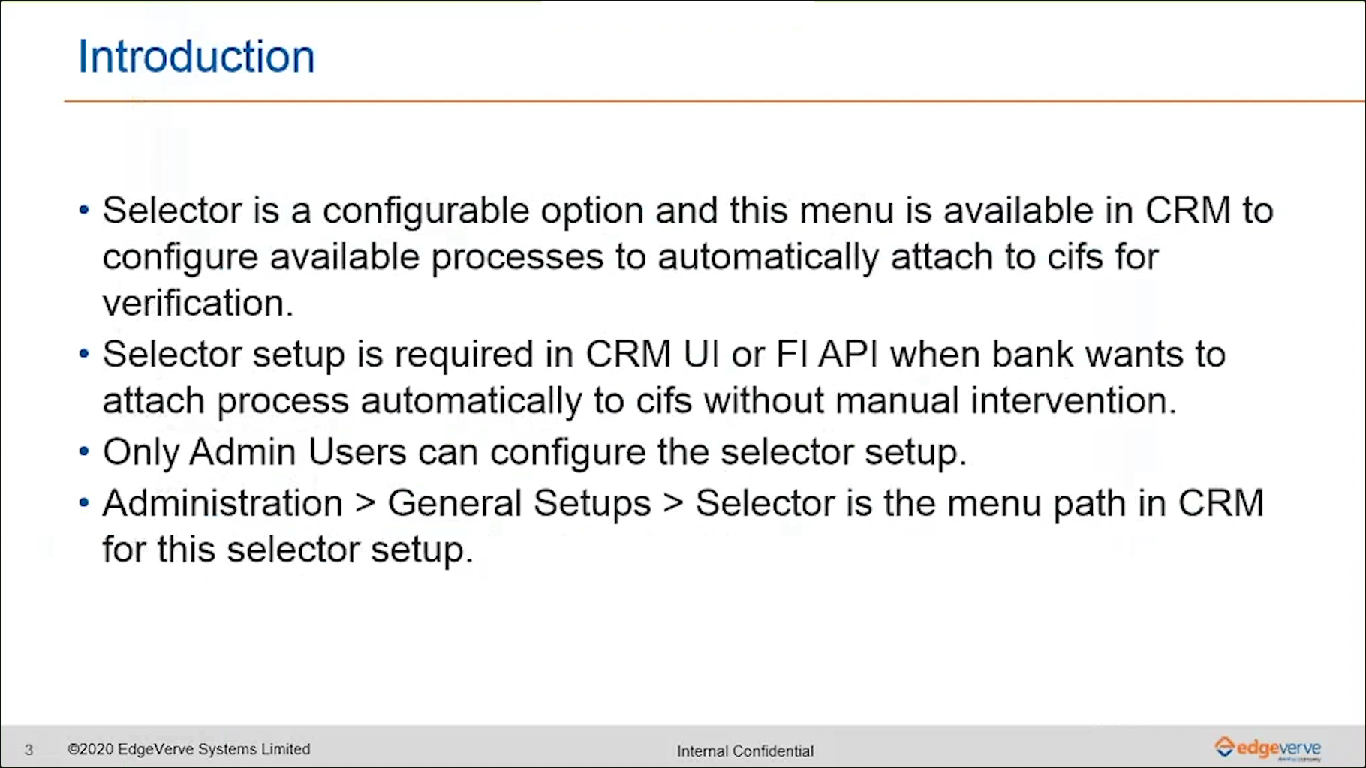 Introduction
• Selector is a configurable option and this menu is available in CRM to
configure available processes to automatically attach to cifs for
verification.
• Selector setup is required in CRM UI or FI API when bank wants to
attach process automatically to cifs without manual intervention.
• Only Admin Users can configure the selector setup.
• Administration > General Setups > Selector is the menu path in CRM
for this selector setup.
3 ©2020 EdgeVerve Systems Limited
Internal Confidential
edgeverve